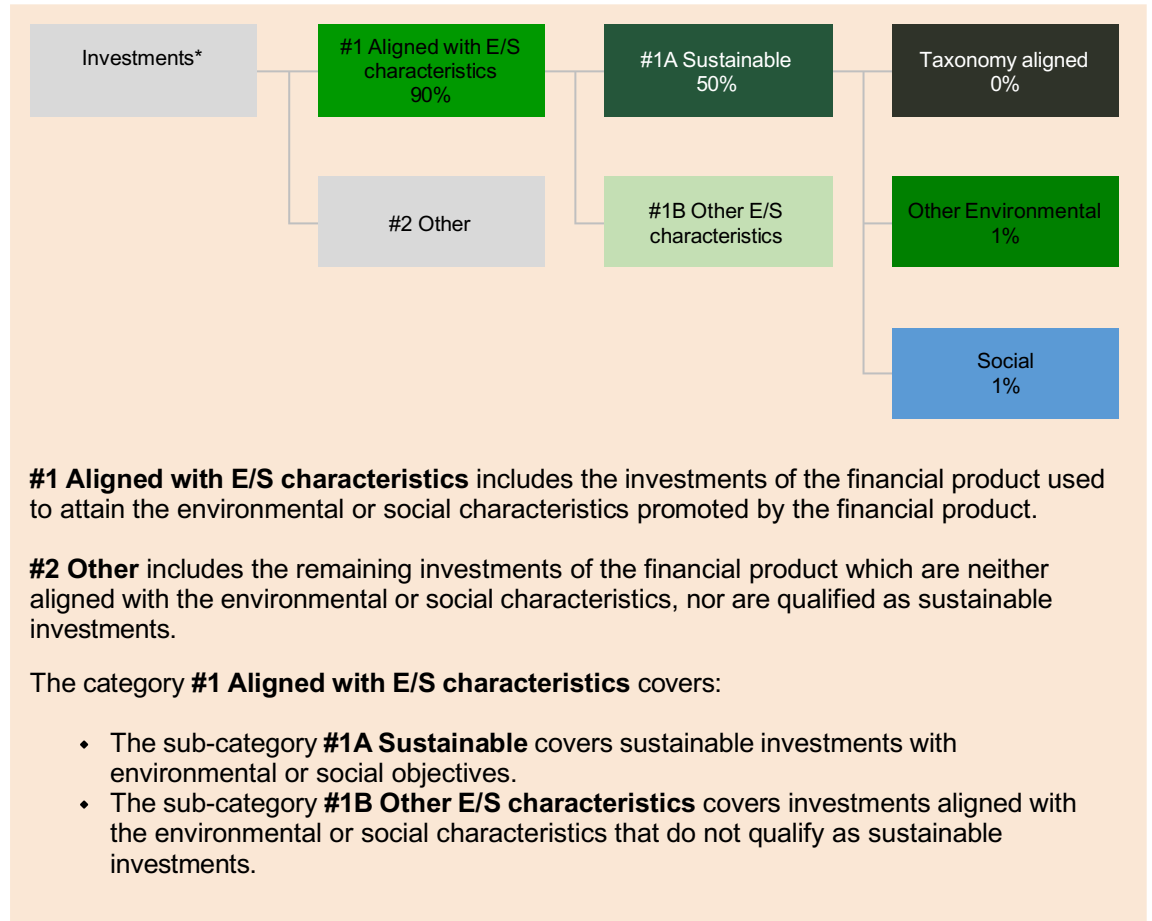 Investments*
#1 Aligned with E/S
characteristics
90%
#1A Sustainable
50%
Taxonomy aligned
0%
#2 Other
#1B Other E/S
characteristics
Other Environmental
1%
Social
1%
#1 Aligned with E/S characteristics includes the investments of the financial product used
to attain the environmental or social characteristics promoted by the financial product.
#2 Other includes the remaining investments of the financial product which are neither
aligned with the environmental or social characteristics, nor are qualified as sustainable
investments.
The category #1 Aligned with E/S characteristics covers:
• The sub-category #1A Sustainable covers sustainable investments with
environmental or social objectives.
• The sub-category #1B Other E/S characteristics covers investments aligned with
the environmental or social characteristics that do not qualify as sustainable
investments.